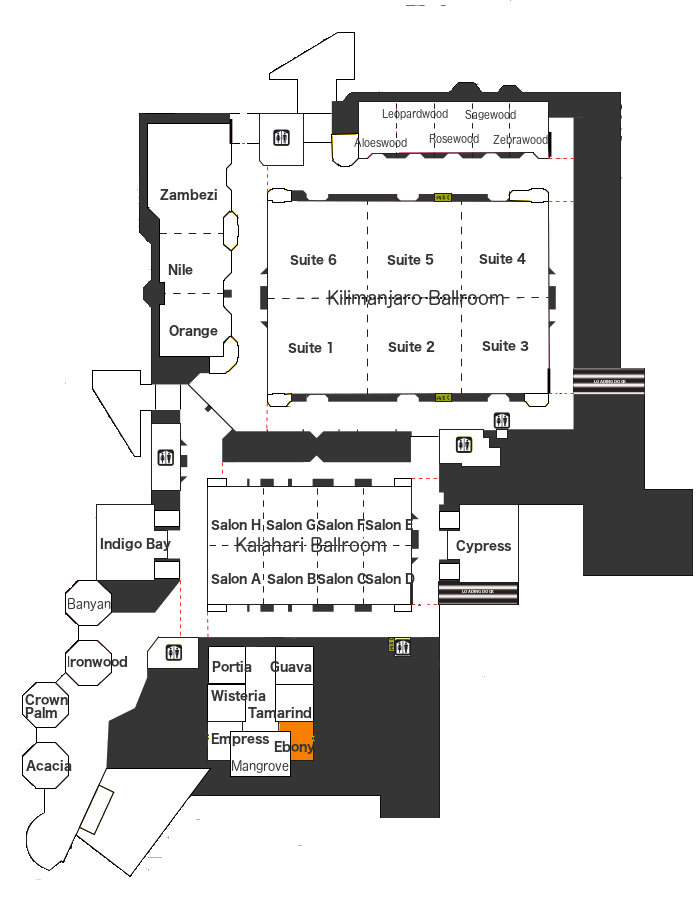 Leopardwood
Sagewood
Aloeswood
Rosewood
Zebrawood
Zambezi
Nile
Orange
Suite 6
Suite 5
Suite 4
Kilimanjaro Ballroom
Suite 1
Suite 2
Suite 3
LOADING DOCK
Salon H
Salon G
Salon F
Salon E
Kalahari Ballroom
Salon A
Salon B
Salon C
Salon D
Indigo Bay
Cypress
LOADING DOCK
Banyan
Ironwood
Crown
Palm
Acacia
Portia
Guava
Wisteria
Tamarind
Empress
Ebony
Mangrove